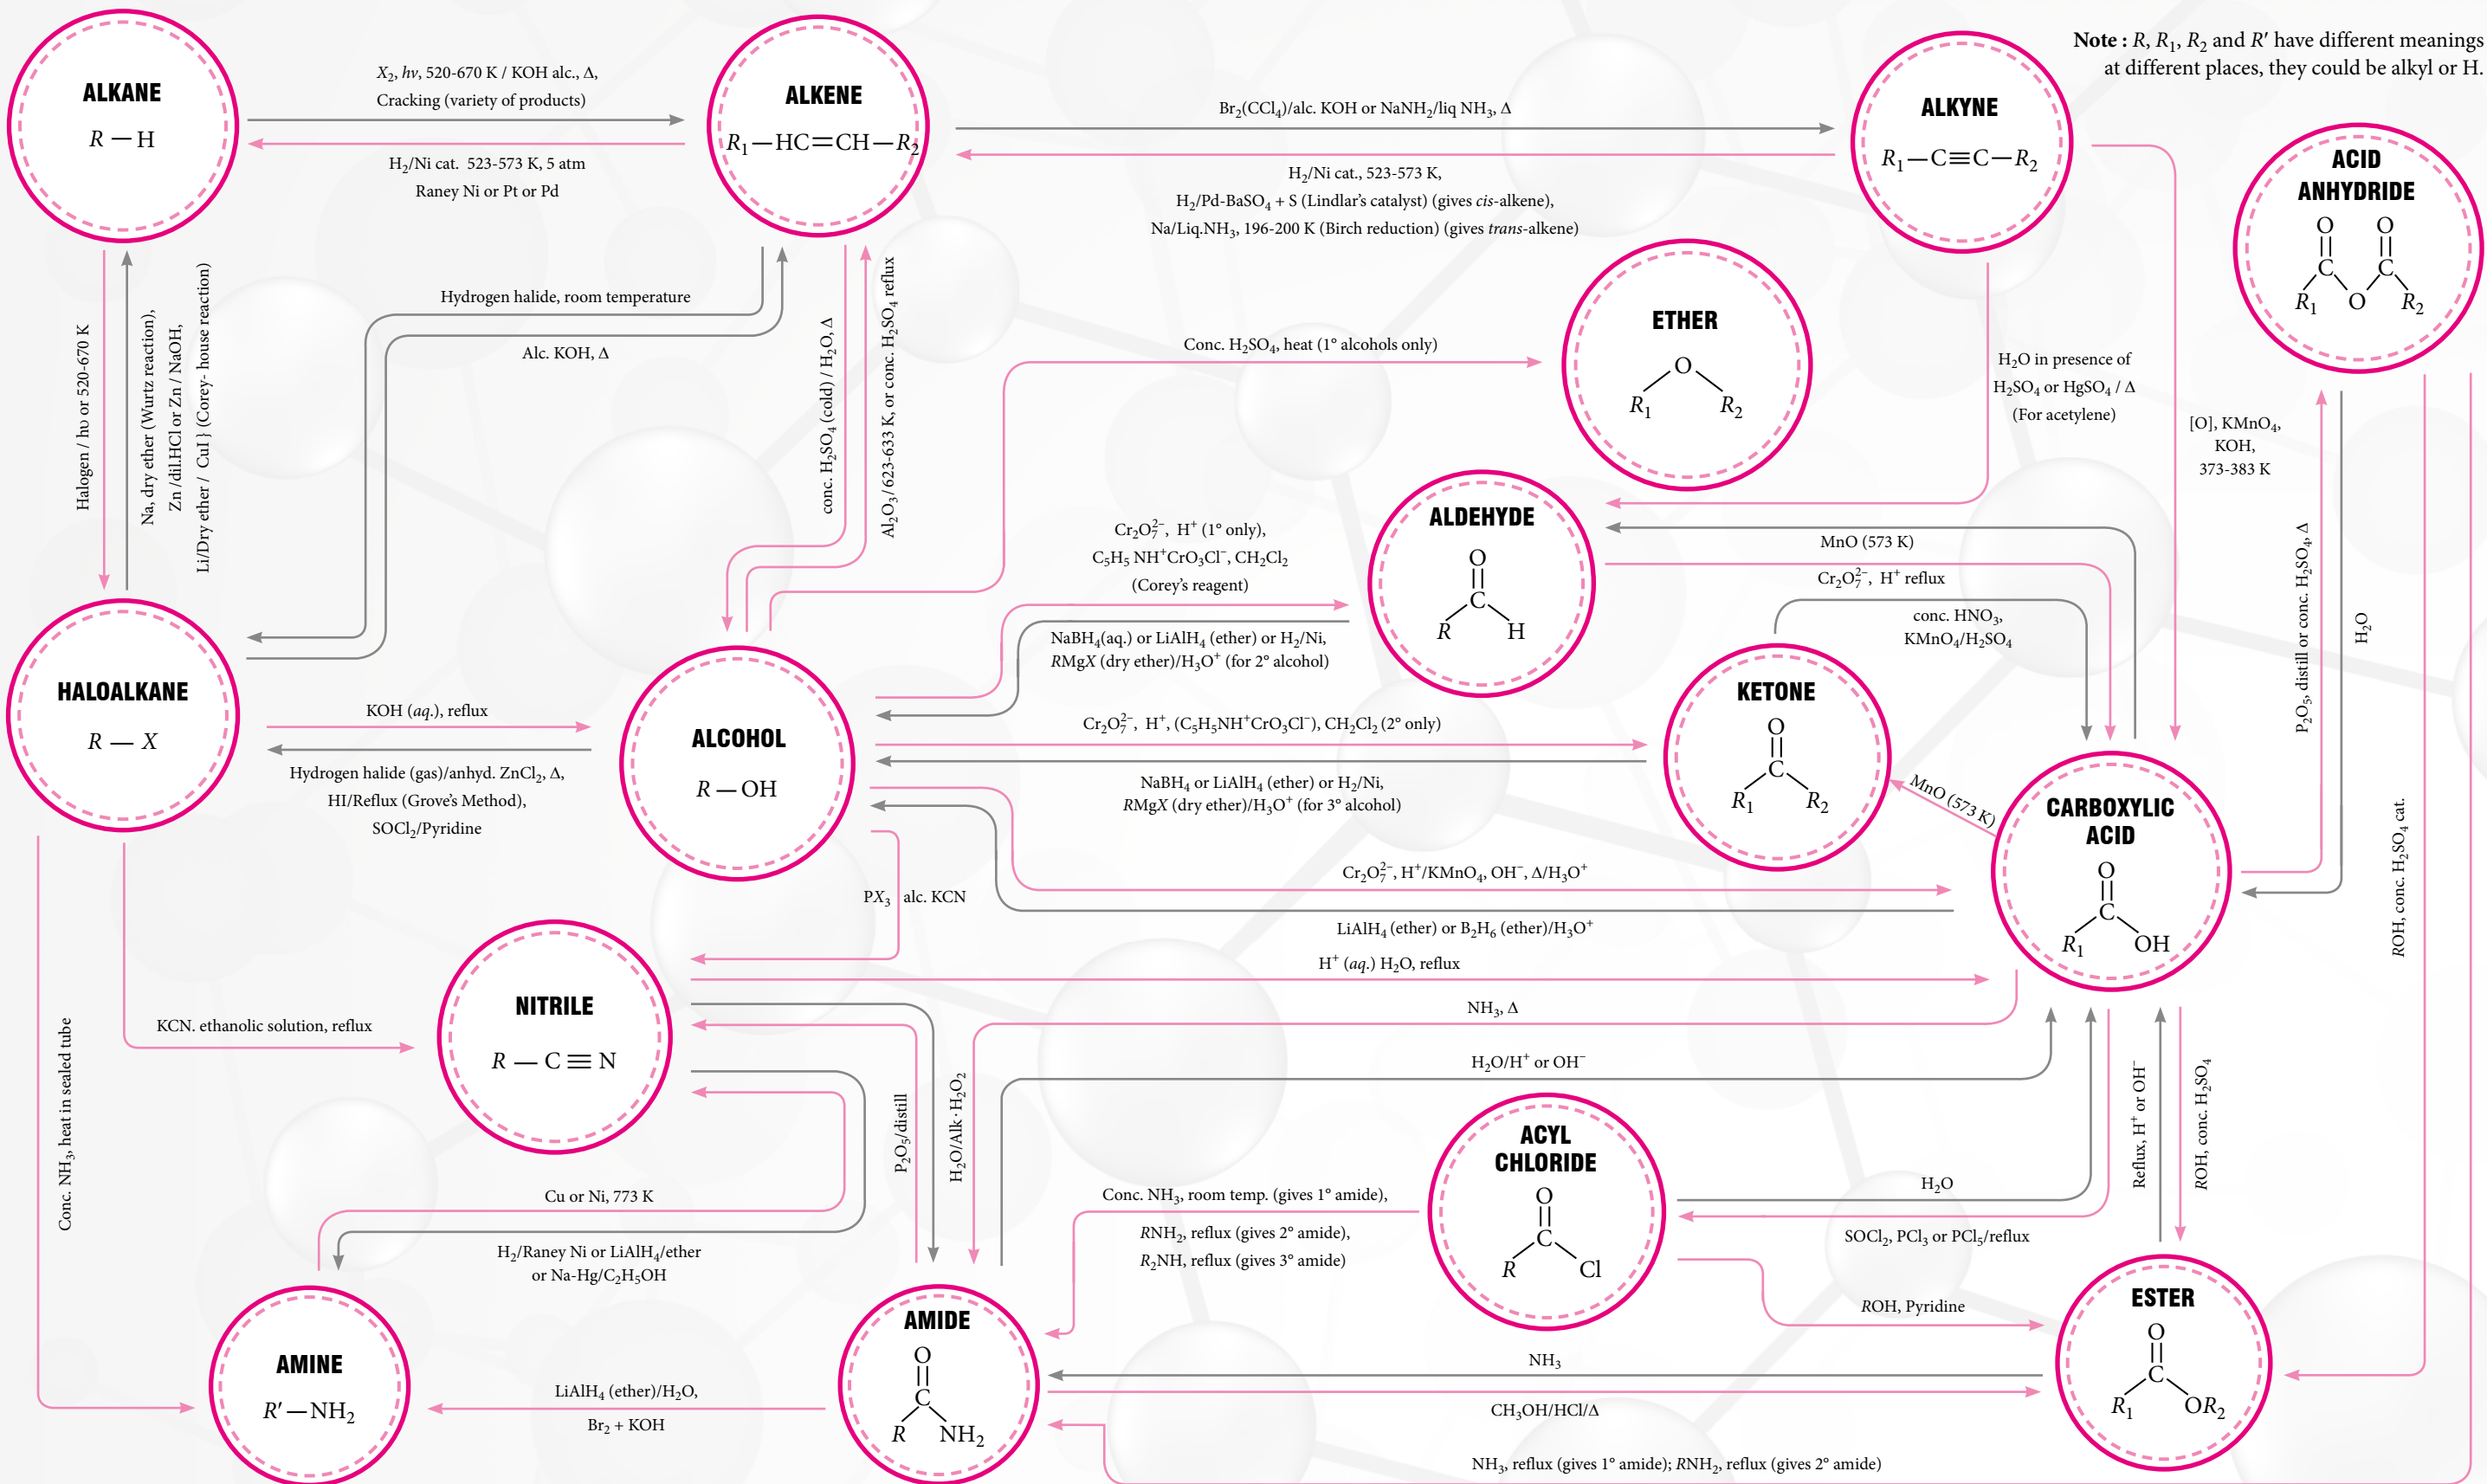 Note : R, R₁, R₂ and R′ have different meanings
at different places, they could be alkyl or H.
ALKANE
R — H
X₂, hν, 520-670 K / KOH alc., Δ,
Cracking (variety of products)
H₂/Ni cat. 523-573 K, 5 atm
Raney Ni or Pt or Pd
ALKENE
R₁—HC=CH—R₂
Br₂(CCl₄)/alc. KOH or NaNH₂/liq NH₃, Δ
H₂/Ni cat., 523-573 K,
H₂/Pd-BaSO₄ + S (Lindlar's catalyst) (gives cis-alkene),
Na/Liq.NH₃, 196-200 K (Birch reduction) (gives trans-alkene)
ALKYNE
R₁—C≡C—R₂
ACID
ANHYDRIDE
O O
C C
R₁ O R₂
Halogen / hυ or 520-670 K
Na, dry ether (Wurtz reaction),
Zn /dil.HCl or Zn / NaOH,
Li/Dry ether / CuI } (Corey- house reaction)
Hydrogen halide, room temperature
Alc. KOH, Δ
conc. H₂SO₄ (cold) / H₂O, Δ
Al₂O₃/ 623-633 K, or conc. H₂SO₄ reflux
Conc. H₂SO₄, heat (1° alcohols only)
ETHER
O
R₁ R₂
H₂O in presence of
H₂SO₄ or HgSO₄ / Δ
(For acetylene)
[O], KMnO₄,
KOH,
373-383 K
Cr₂O₇²⁻, H⁺ (1° only),
C₅H₅ NH⁺CrO₃Cl⁻, CH₂Cl₂
(Corey's reagent)
NaBH₄(aq.) or LiAlH₄ (ether) or H₂/Ni,
RMgX (dry ether)/H₃O⁺ (for 2° alcohol)
ALDEHYDE
O
C
R H
MnO (573 K)
Cr₂O₇²⁻, H⁺ reflux
conc. HNO₃,
KMnO₄/H₂SO₄
P₂O₅, distill or conc. H₂SO₄, Δ
H₂O
HALOALKANE
R — X
KOH (aq.), reflux
Hydrogen halide (gas)/anhyd. ZnCl₂, Δ,
HI/Reflux (Grove's Method),
SOCl₂/Pyridine
ALCOHOL
R — OH
Cr₂O₇²⁻, H⁺, (C₅H₅NH⁺CrO₃Cl⁻), CH₂Cl₂ (2° only)
NaBH₄ or LiAlH₄ (ether) or H₂/Ni,
RMgX (dry ether)/H₃O⁺ (for 3° alcohol)
KETONE
O
C
R₁ R₂
MnO (573 K)
CARBOXYLIC
ACID
O
C
R₁ OH
ROH, conc. H₂SO₄ cat.
Cr₂O₇²⁻, H⁺/KMnO₄, OH⁻, Δ/H₃O⁺
LiAlH₄ (ether) or B₂H₆ (ether)/H₃O⁺
PX₃ alc. KCN
H⁺ (aq.) H₂O, reflux
NITRILE
R — C ≡ N
KCN. ethanolic solution, reflux
Conc. NH₃, heat in sealed tube
NH₃, Δ
H₂O/H⁺ or OH⁻
P₂O₅/distill
H₂O/Alk · H₂O₂
Cu or Ni, 773 K
H₂/Raney Ni or LiAlH₄/ether
or Na-Hg/C₂H₅OH
Conc. NH₃, room temp. (gives 1° amide),
RNH₂, reflux (gives 2° amide),
R₂NH, reflux (gives 3° amide)
ACYL
CHLORIDE
O
C
R Cl
H₂O
SOCl₂, PCl₃ or PCl₅/reflux
Reflux, H⁺ or OH⁻
ROH, conc. H₂SO₄
ROH, Pyridine
AMINE
R′ —NH₂
LiAlH₄ (ether)/H₂O,
Br₂ + KOH
AMIDE
O
C
R NH₂
NH₃
CH₃OH/HCl/Δ
ESTER
O
C
R₁ OR₂
NH₃, reflux (gives 1° amide); RNH₂, reflux (gives 2° amide)